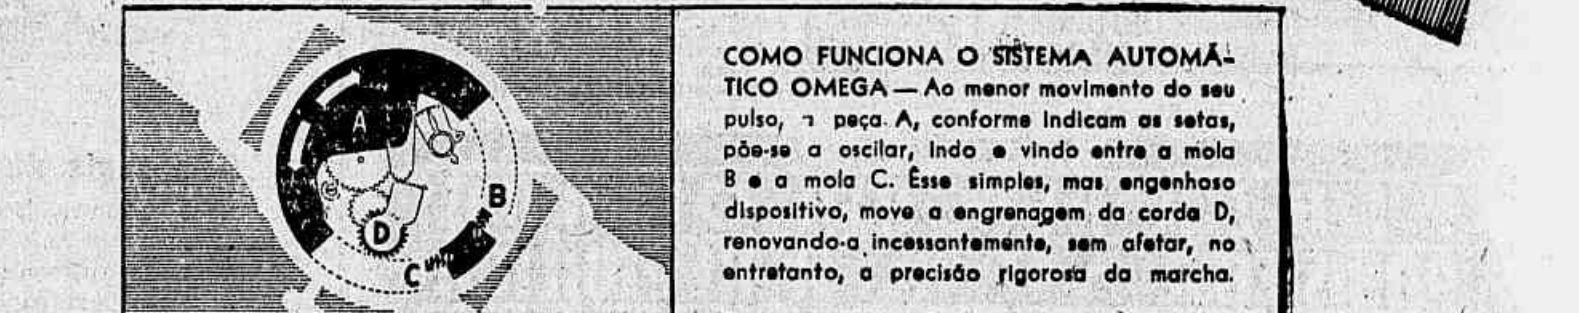 A
B
C
D
COMO FUNCIONA O SISTEMA AUTOMÁ-
TICO OMEGA — Ao menor movimento do seu
pulso, a peça A, conforme indicam as setas,
põe-se a oscilar, indo e vindo entre a mola
B e a mola C. Êsse simples, mas engenhoso
dispositivo, move a engrenagem da corda D,
renovando-a incessantemente, sem afetar, no
entretanto, a precisão rigorosa da marcha.